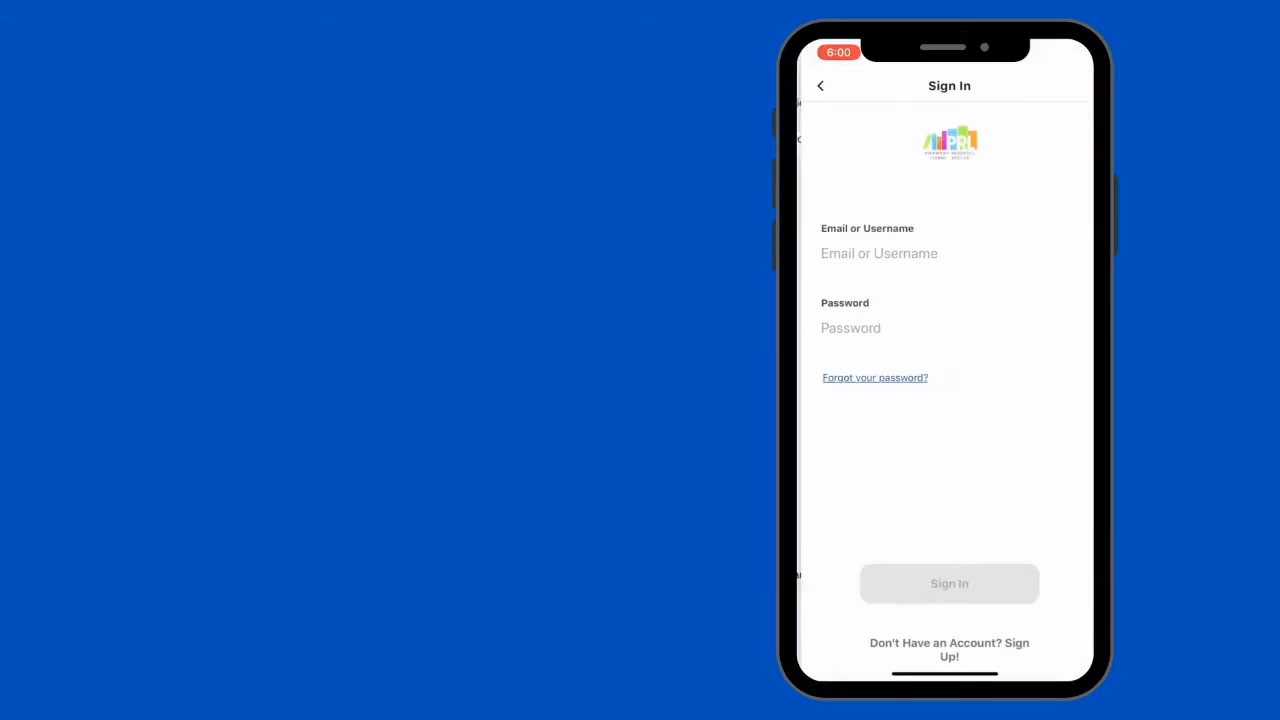 6:00
Sign In
PRL
Email or Username
Email or Username
Password
Password
Forgot your password?
Sign In
Don't Have an Account? Sign
Up!